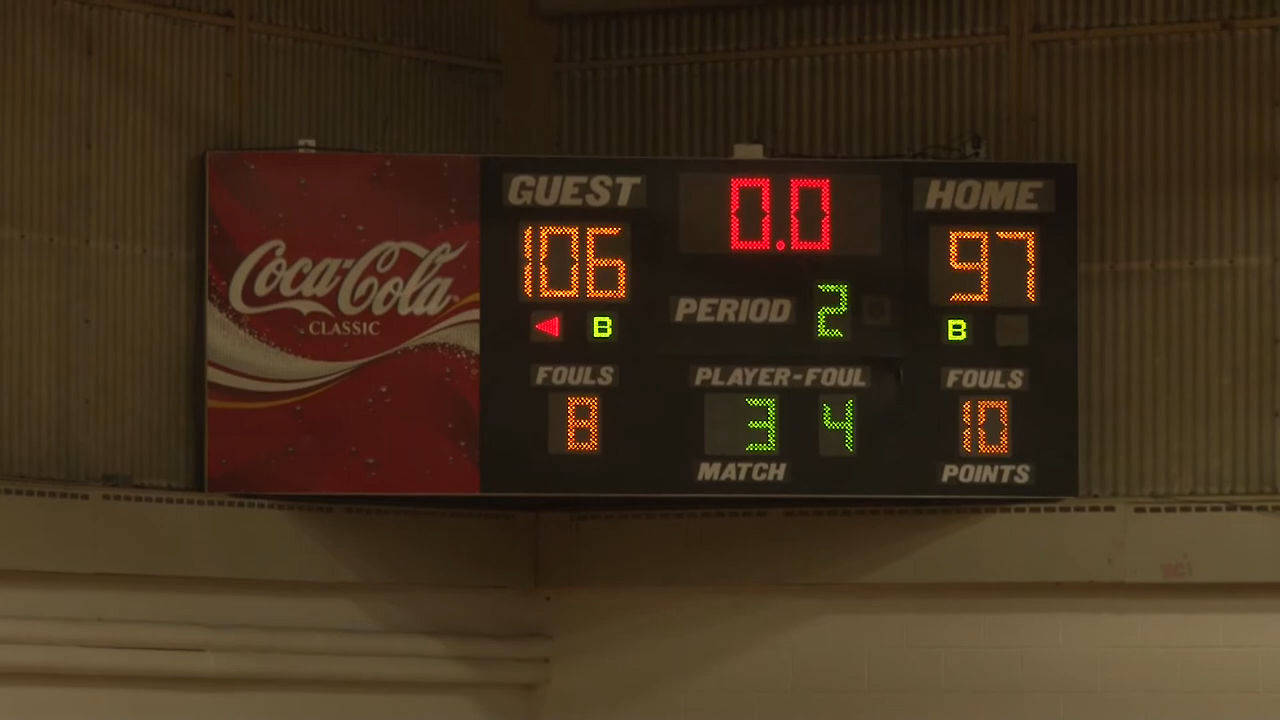 Coca-Cola
CLASSIC
GUEST
106
B
FOULS
8
0.0
PERIOD 2
PLAYER-FOUL
3 4
MATCH
HOME
97
B
FOULS
10
POINTS